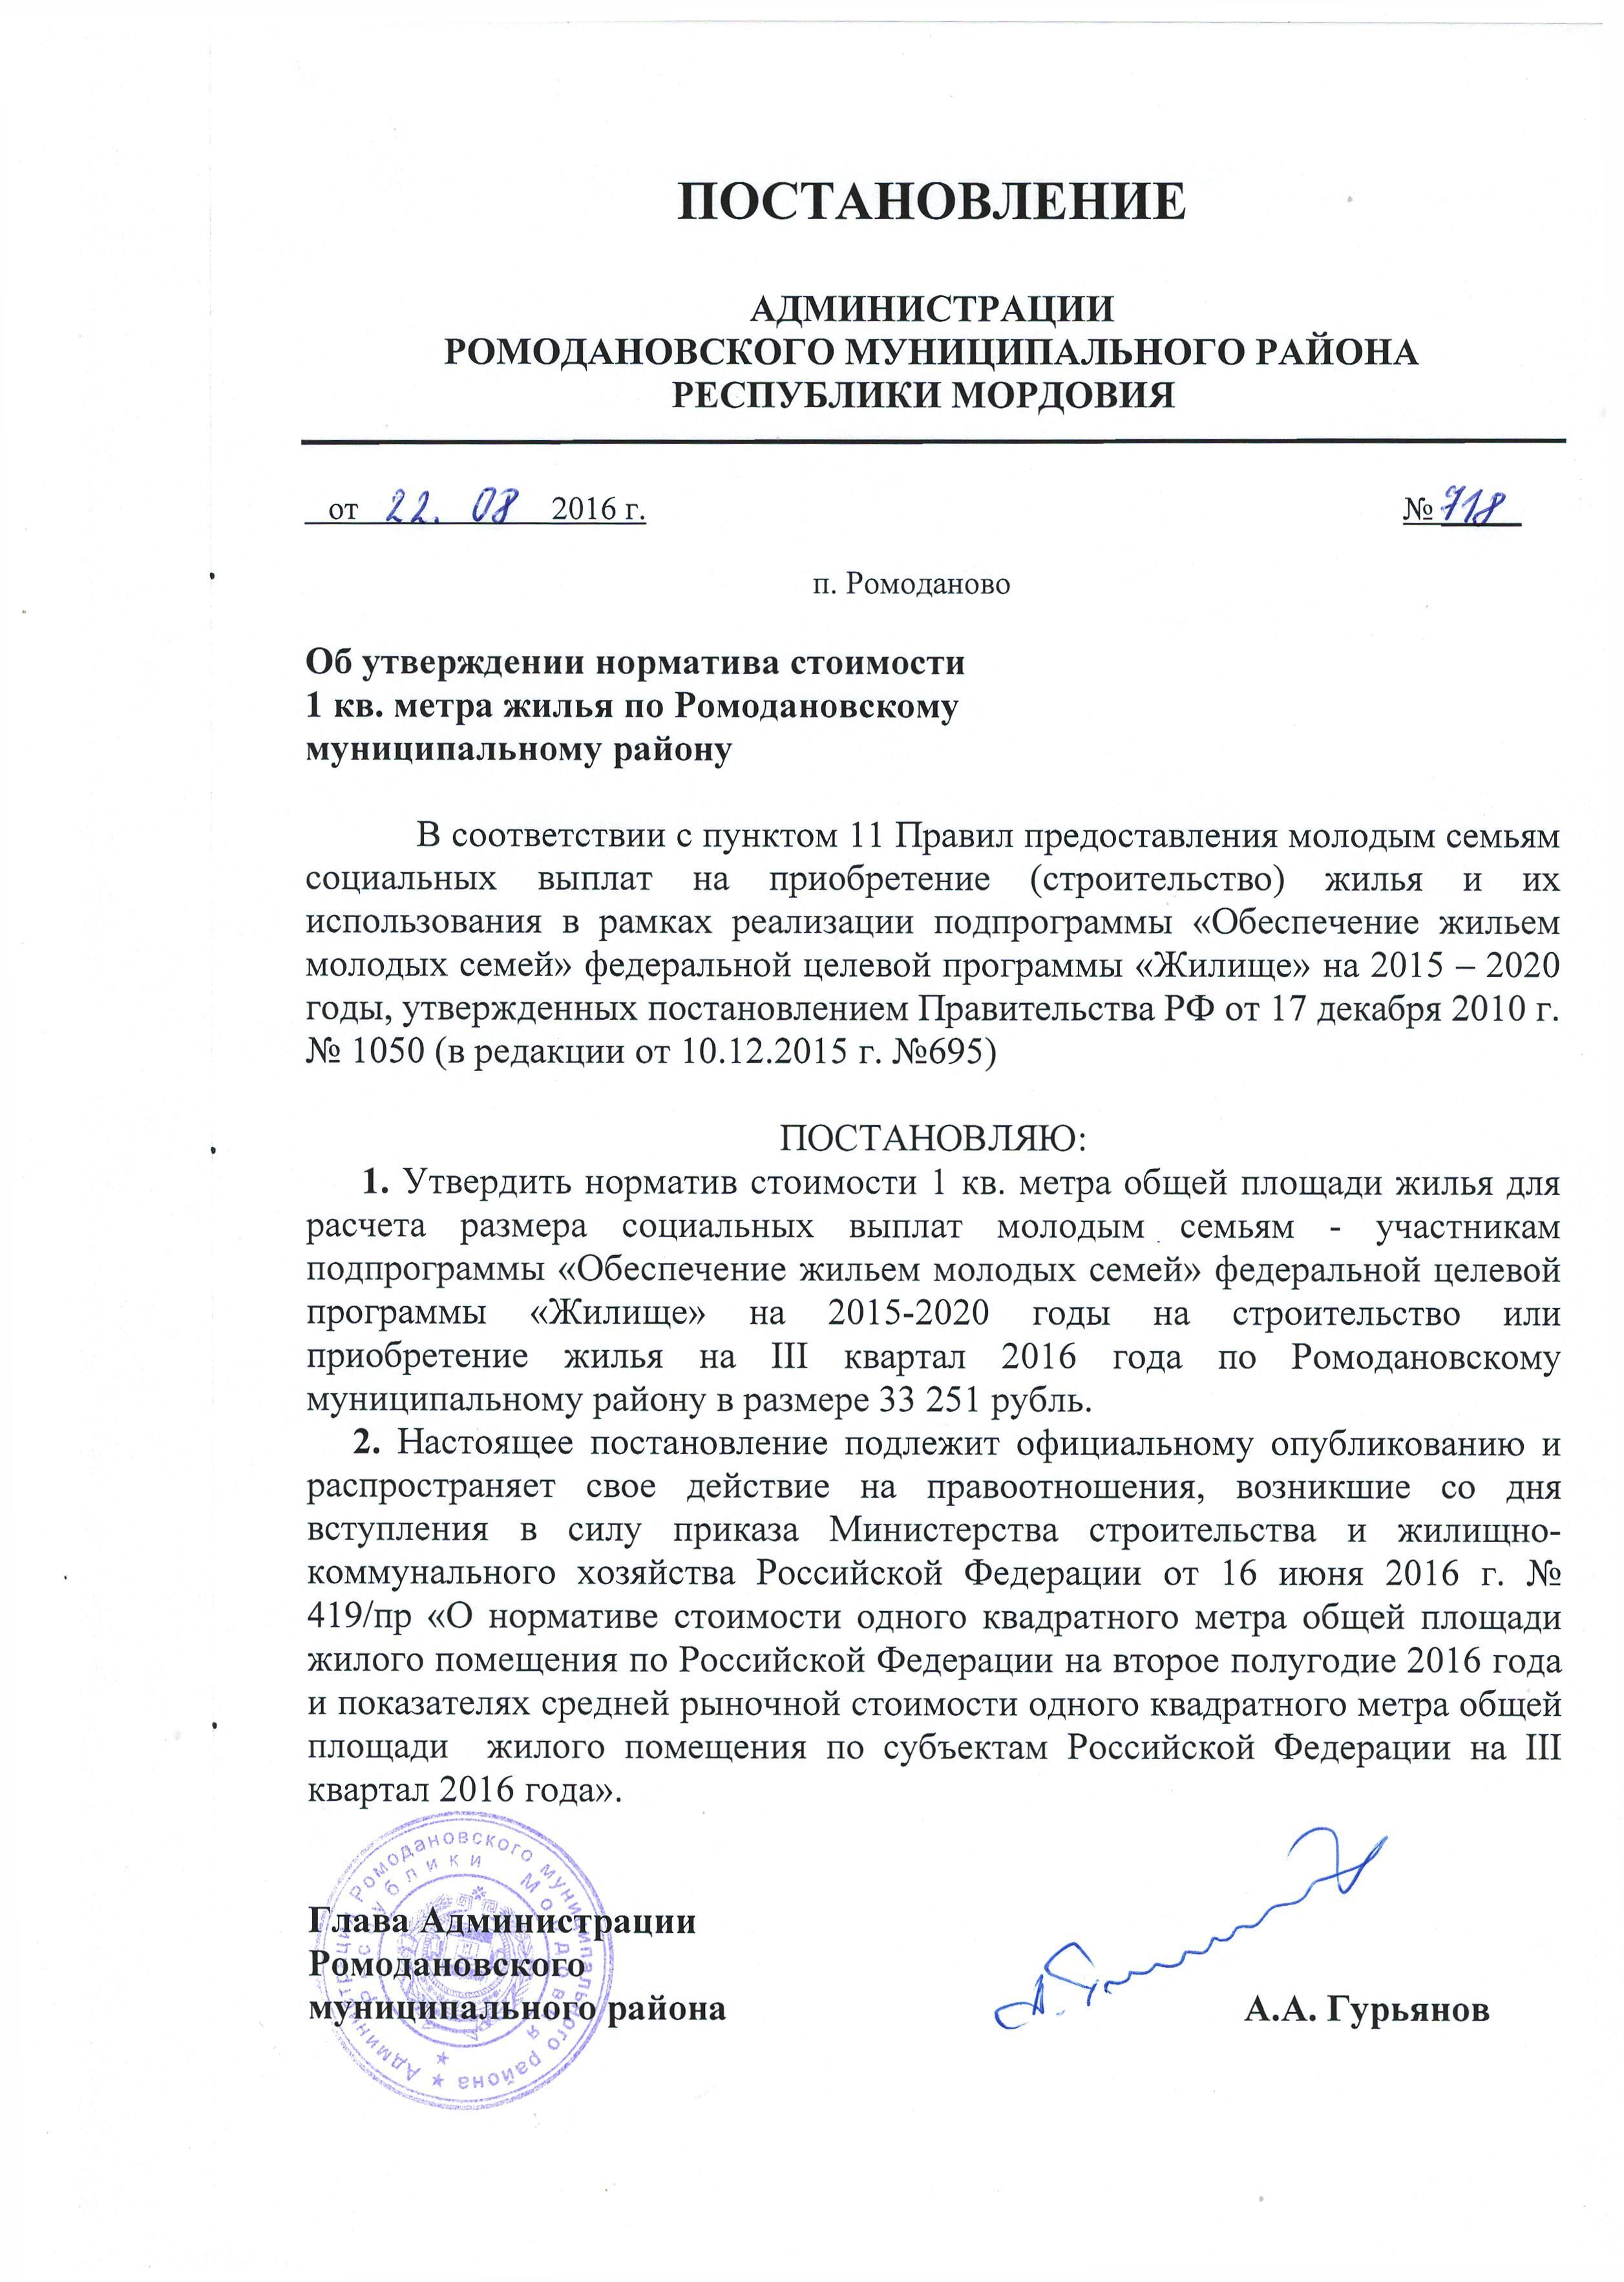 ПОСТАНОВЛЕНИЕ
АДМИНИСТРАЦИИ
РОМОДАНОВСКОГО МУНИЦИПАЛЬНОГО РАЙОНА
РЕСПУБЛИКИ МОРДОВИЯ
от 22. 08 2016 г. № 718
п. Ромоданово
Об утверждении норматива стоимости
1 кв. метра жилья по Ромодановскому
муниципальному району
В соответствии с пунктом 11 Правил предоставления молодым семьям
социальных выплат на приобретение (строительство) жилья и их
использования в рамках реализации подпрограммы «Обеспечение жильем
молодых семей» федеральной целевой программы «Жилище» на 2015 – 2020
годы, утвержденных постановлением Правительства РФ от 17 декабря 2010 г.
№ 1050 (в редакции от 10.12.2015 г. №695)
ПОСТАНОВЛЯЮ:
1. Утвердить норматив стоимости 1 кв. метра общей площади жилья для
расчета размера социальных выплат молодым семьям - участникам
подпрограммы «Обеспечение жильем молодых семей» федеральной целевой
программы «Жилище» на 2015-2020 годы на строительство или
приобретение жилья на III квартал 2016 года по Ромодановскому
муниципальному району в размере 33 251 рубль.
2. Настоящее постановление подлежит официальному опубликованию и
распространяет свое действие на правоотношения, возникшие со дня
вступления в силу приказа Министерства строительства и жилищно-
коммунального хозяйства Российской Федерации от 16 июня 2016 г. №
419/пр «О нормативе стоимости одного квадратного метра общей площади
жилого помещения по Российской Федерации на второе полугодие 2016 года
и показателях средней рыночной стоимости одного квадратного метра общей
площади жилого помещения по субъектам Российской Федерации на III
квартал 2016 года».
Глава Администрации
Ромодановского
муниципального района А.А. Гурьянов
Администрация Ромодановского муниципального района
Республики Мордовия